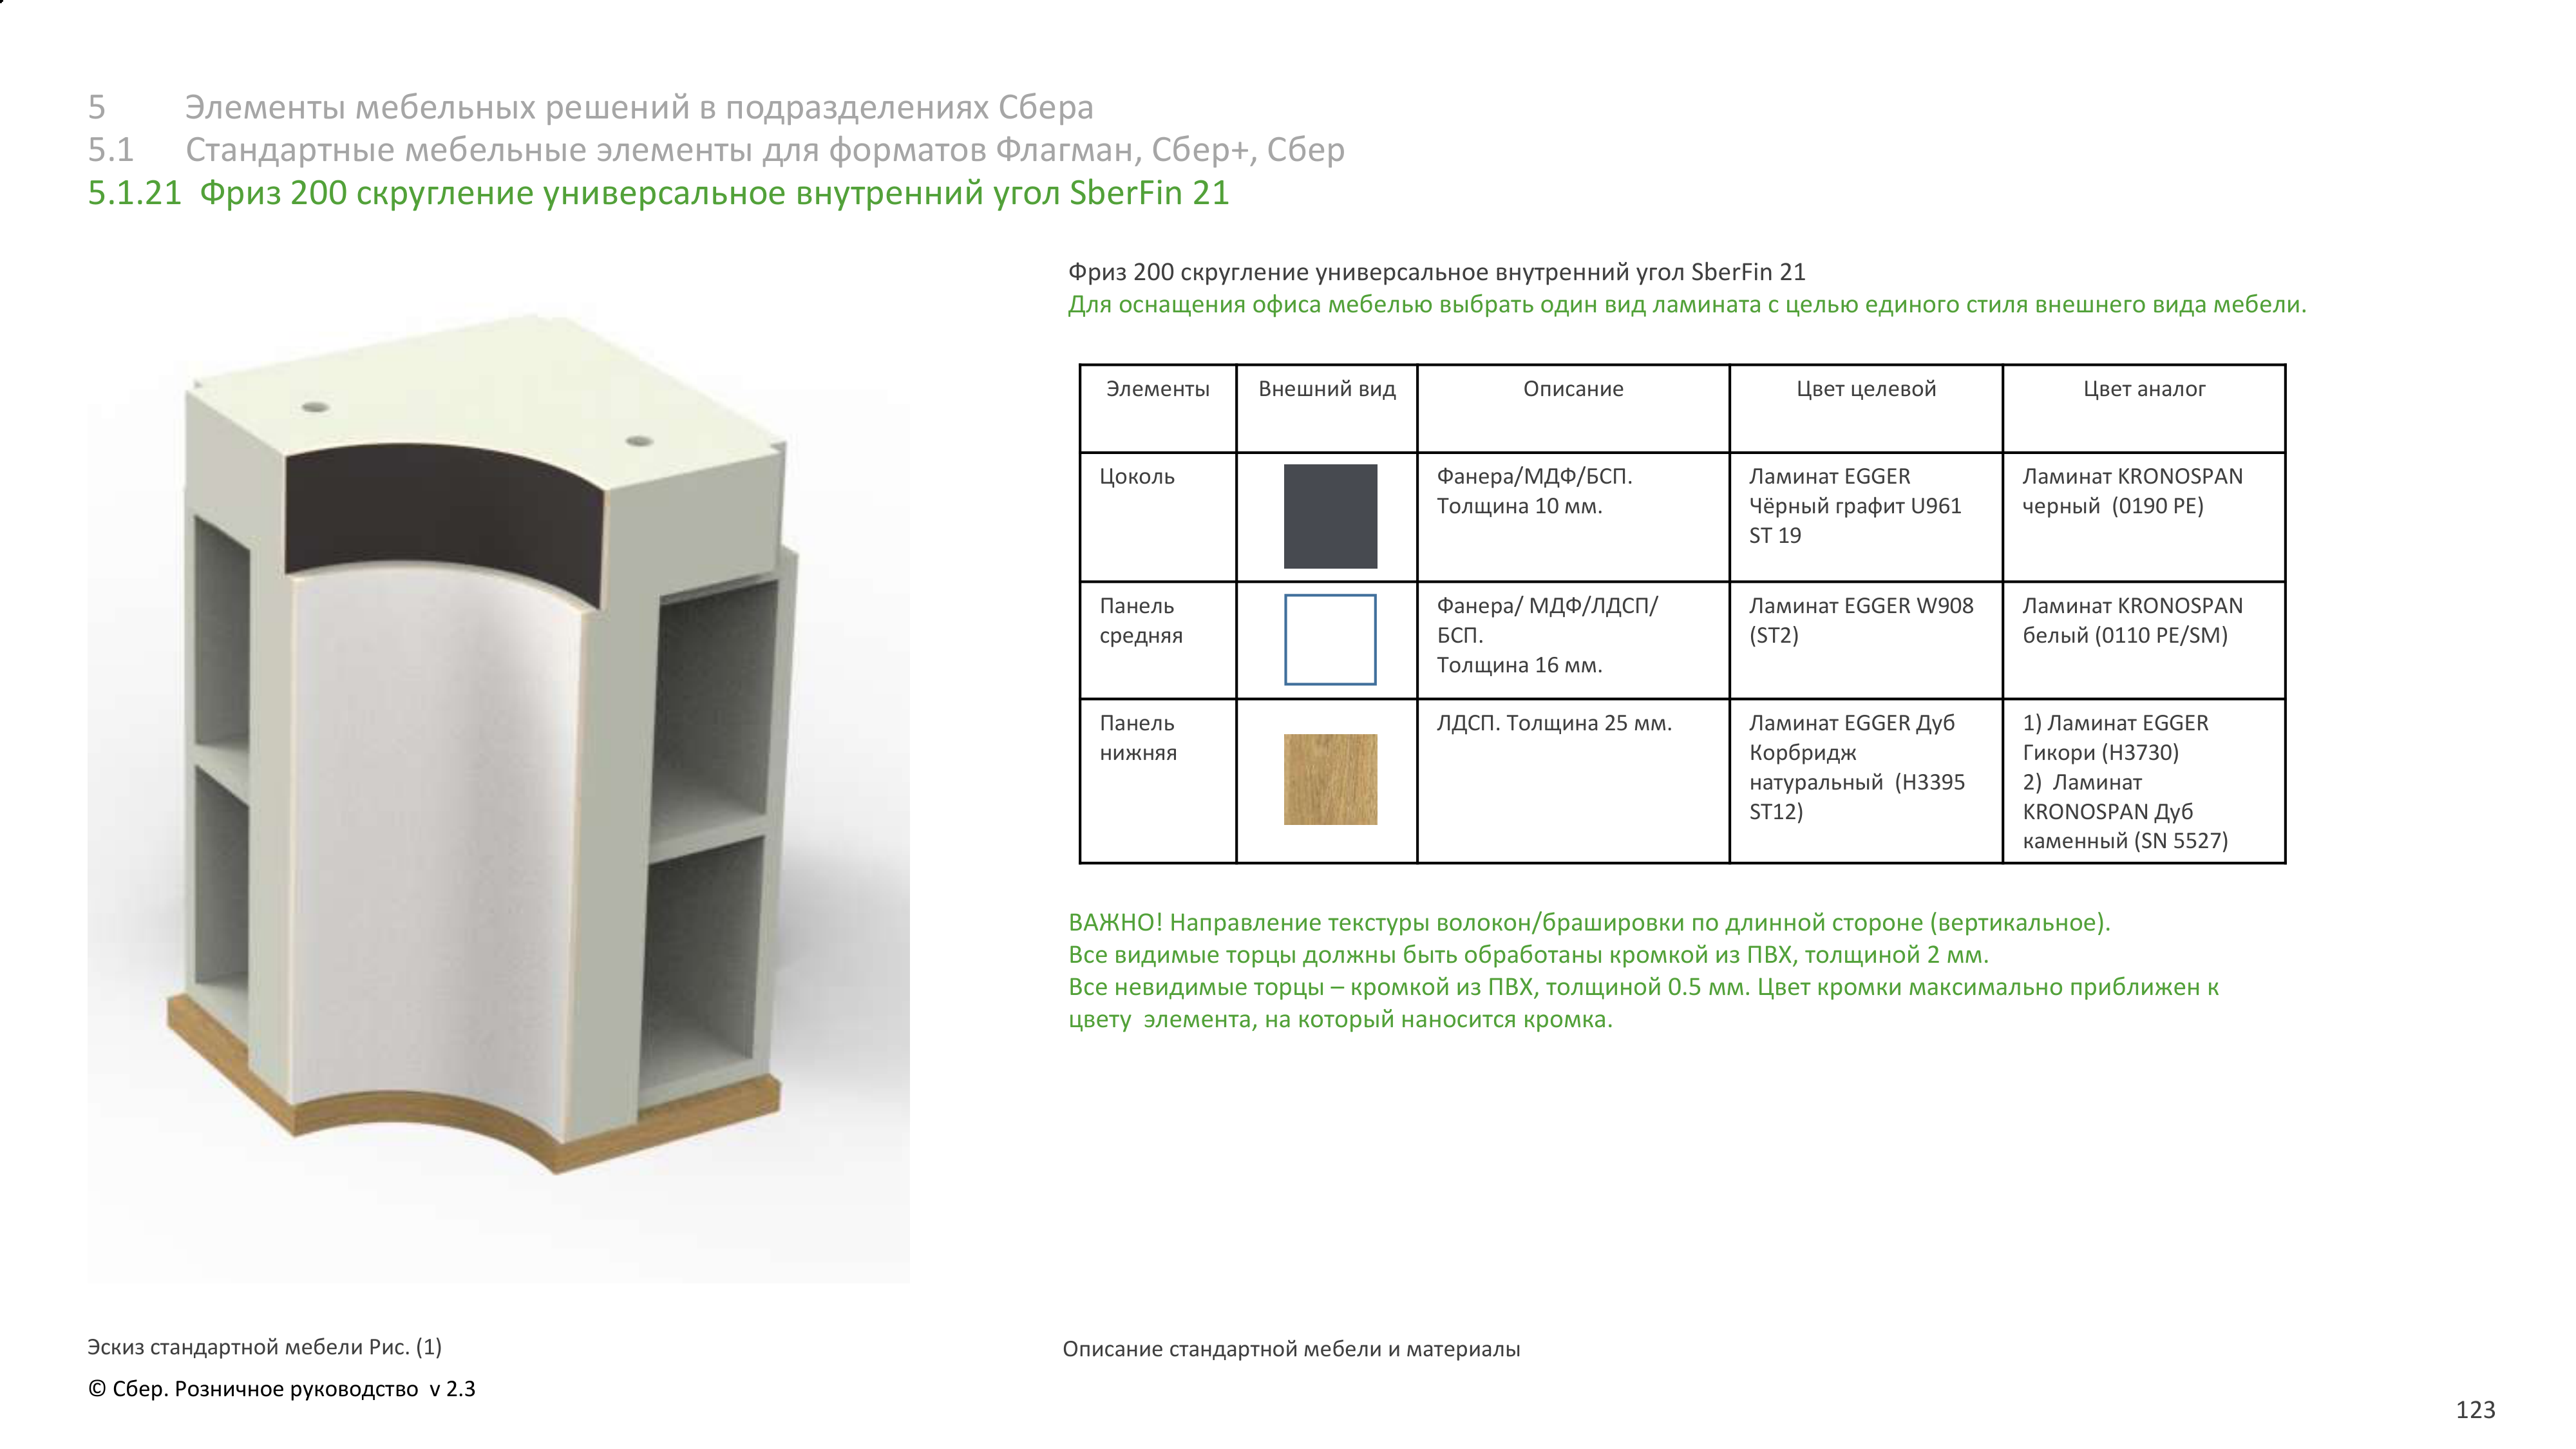 5 Элементы мебельных решений в подразделениях Сбера
5.1 Стандартные мебельные элементы для форматов Флагман, Сбер+, Сбер
5.1.21 Фриз 200 скругление универсальное внутренний угол SberFin 21
Фриз 200 скругление универсальное внутренний угол SberFin 21
Для оснащения офиса мебелью выбрать один вид ламината с целью единого стиля внешнего вида мебели.
Элементы Внешний вид Описание Цвет целевой Цвет аналог
Цоколь
Фанера/МДФ/БСП.
Толщина 10 мм.
Ламинат EGGER
Чёрный графит U961
ST 19
Ламинат KRONOSPAN
черный (0190 PE)
Панель
средняя
Фанера/ МДФ/ЛДСП/
БСП.
Толщина 16 мм.
Ламинат EGGER W908
(ST2)
Ламинат KRONOSPAN
белый (0110 PE/SM)
Панель
нижняя
ЛДСП. Толщина 25 мм.
Ламинат EGGER Дуб
Корбридж
натуральный (H3395
ST12)
1) Ламинат EGGER
Гикори (H3730)
2) Ламинат
KRONOSPAN Дуб
каменный (SN 5527)
ВАЖНО! Направление текстуры волокон/брашировки по длинной стороне (вертикальное).
Все видимые торцы должны быть обработаны кромкой из ПВХ, толщиной 2 мм.
Все невидимые торцы – кромкой из ПВХ, толщиной 0.5 мм. Цвет кромки максимально приближен к
цвету элемента, на который наносится кромка.
Эскиз стандартной мебели Рис. (1)
Описание стандартной мебели и материалы
© Сбер. Розничное руководство v 2.3
123